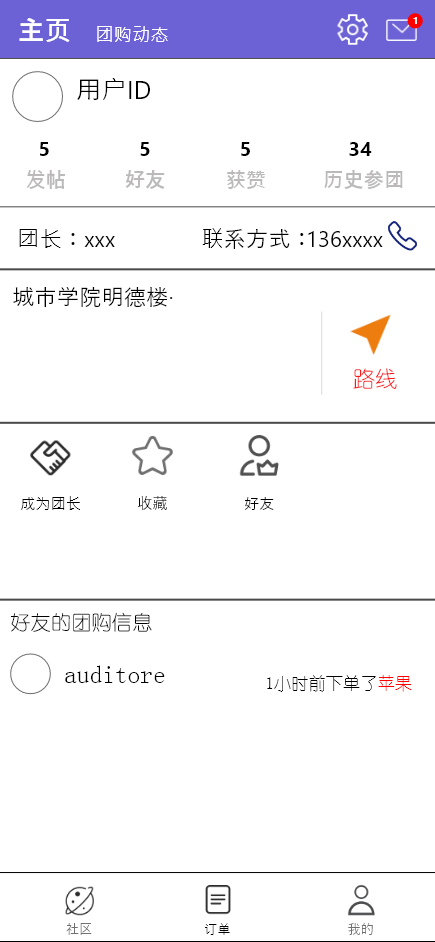 主页 团购动态 1
用户ID
5 5 5 34
发帖 好友 获赞 历史参团
团长：xxx 联系方式：136xxxx
城市学院明德楼·
路线
成为团长 收藏 好友
好友的团购信息
auditore 1小时前下单了苹果
社区 订单 我的